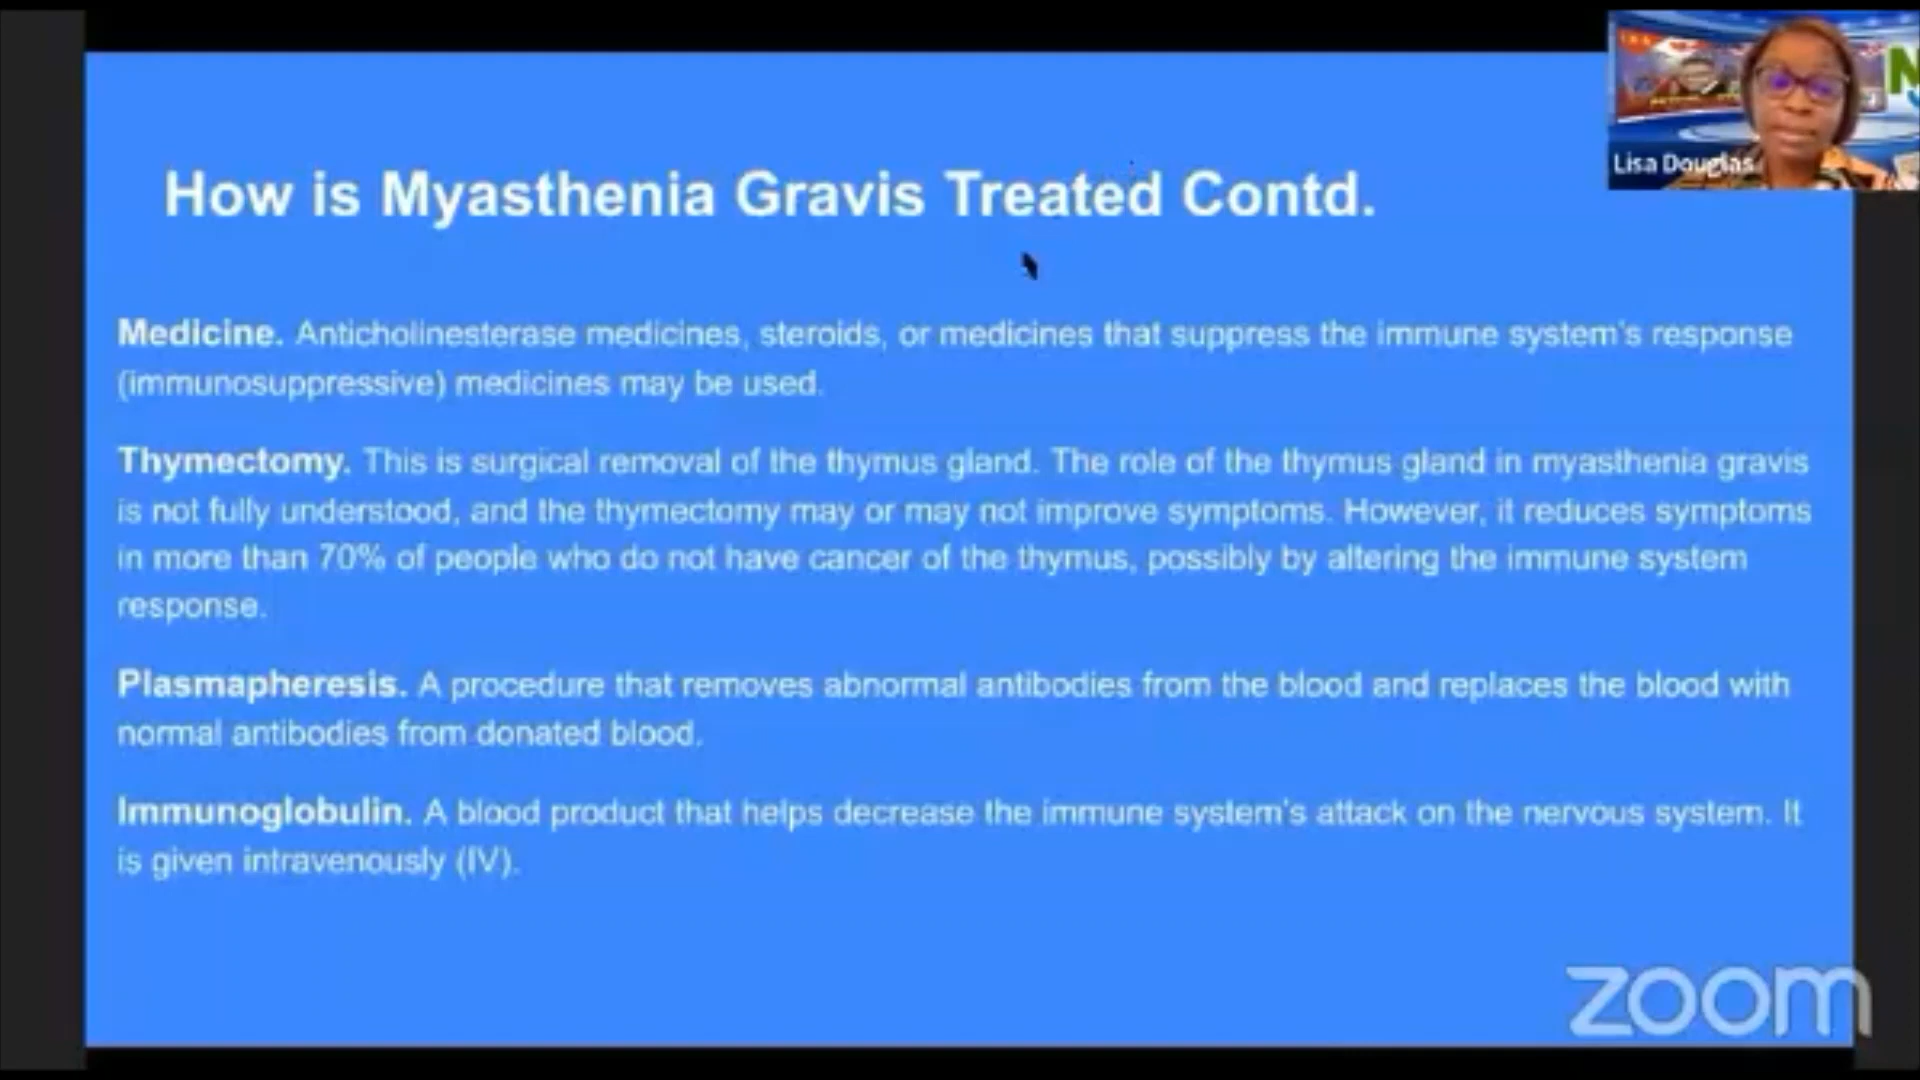 Lisa Douglas
How is Myasthenia Gravis Treated Contd.
Medicine. Anticholinesterase medicines, steroids, or medicines that suppress the immune system's response
(immunosuppressive) medicines may be used.
Thymectomy. This is surgical removal of the thymus gland. The role of the thymus gland in myasthenia gravis
is not fully understood, and the thymectomy may or may not improve symptoms. However, it reduces symptoms
in more than 70% of people who do not have cancer of the thymus, possibly by altering the immune system
response.
Plasmapheresis. A procedure that removes abnormal antibodies from the blood and replaces the blood with
normal antibodies from donated blood.
Immunoglobulin. A blood product that helps decrease the immune system's attack on the nervous system. It
is given intravenously (IV).
zoom